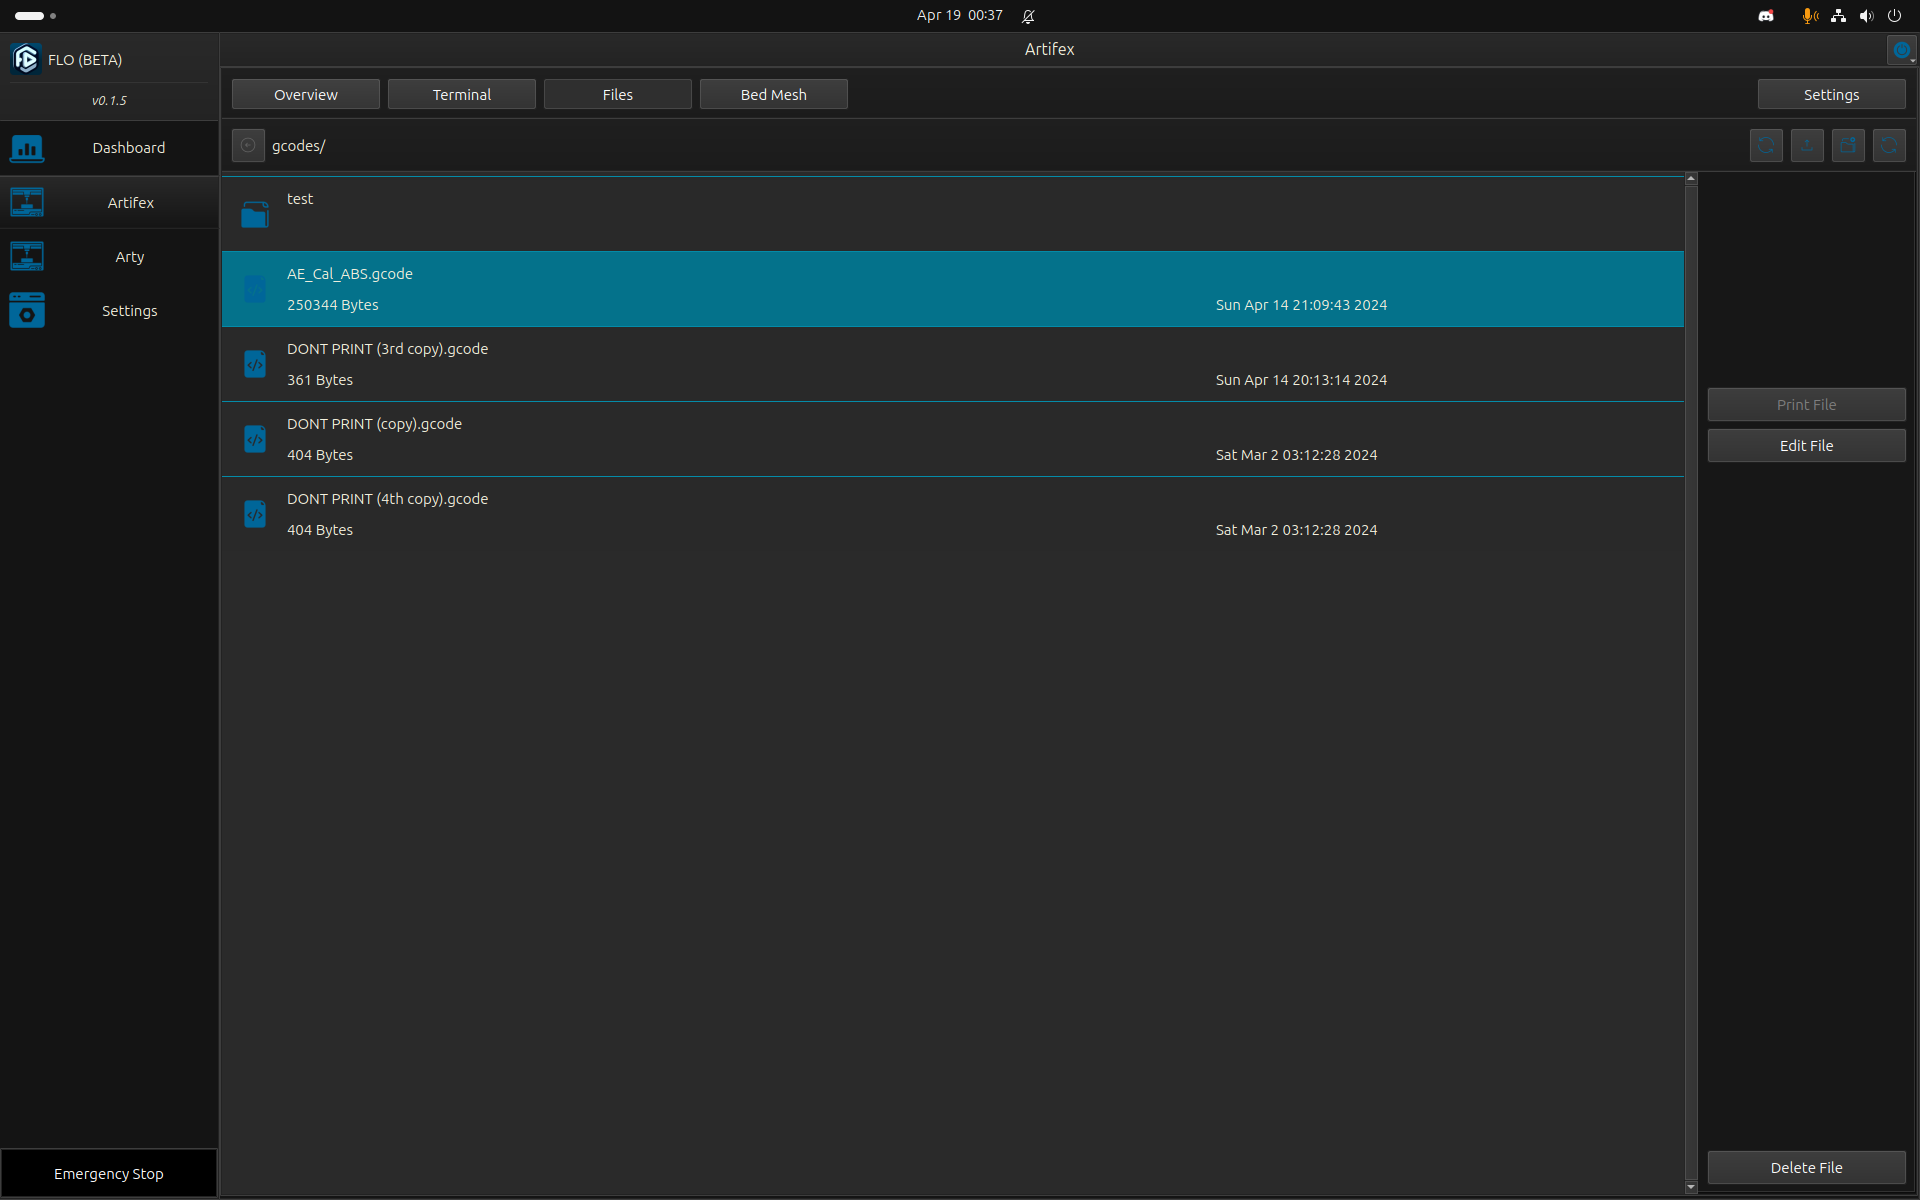 Apr 19 00:37
FLO (BETA)
v0.1.5
Dashboard
Artifex
Arty
Settings
Emergency Stop
Artifex
Overview
Terminal
Files
Bed Mesh
Settings
gcodes/
test
AE_Cal_ABS.gcode
250344 Bytes
Sun Apr 14 21:09:43 2024
DONT PRINT (3rd copy).gcode
361 Bytes
Sun Apr 14 20:13:14 2024
DONT PRINT (copy).gcode
404 Bytes
Sat Mar 2 03:12:28 2024
DONT PRINT (4th copy).gcode
404 Bytes
Sat Mar 2 03:12:28 2024
Print File
Edit File
Delete File